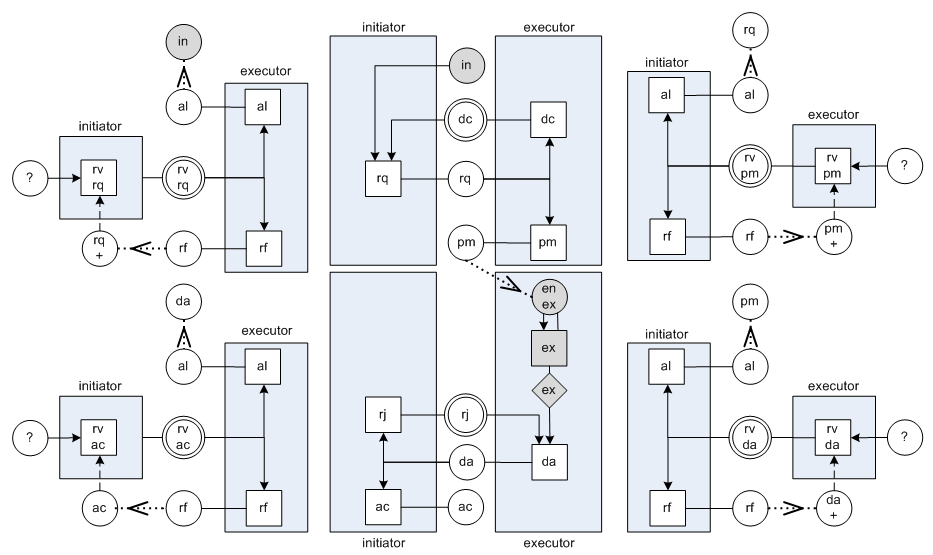 initiator
executor
in
rq
executor
in
initiator
al
al
al
al
dc
dc
initiator
executor
?
rv
rq
rv
rq
rq
rq
rv
pm
rv
pm
?
rq
+
rf
rf
pm
pm
rf
rf
pm
+
en
ex
da
pm
executor
ex
initiator
al
al
al
al
initiator
ex
executor
?
rv
ac
rv
ac
rj
rj
rv
da
rv
da
?
da
da
ac
rf
rf
ac
ac
rf
rf
da
+
initiator
executor